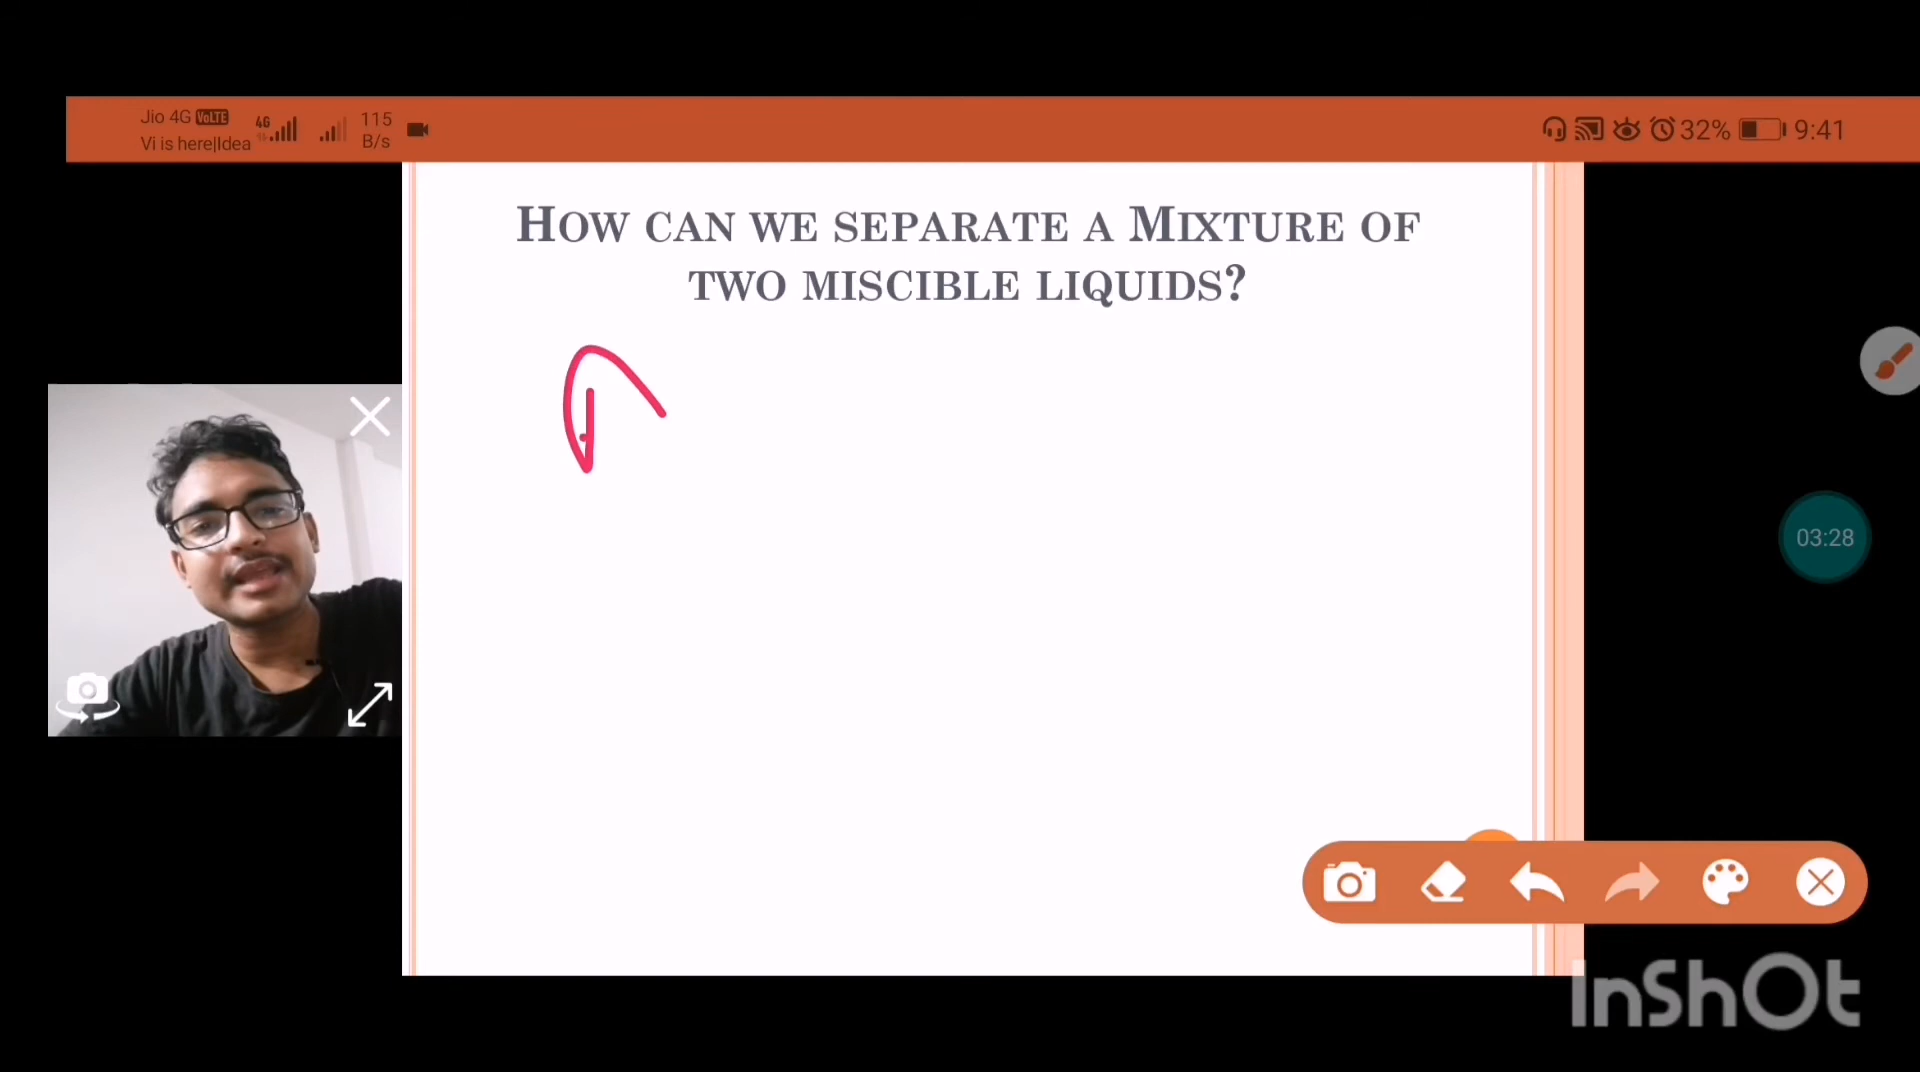 Jio 4G VoLTE
Vi is here|Idea
4G
115
B/s
32%
9:41
HOW CAN WE SEPARATE A MIXTURE OF
TWO MISCIBLE LIQUIDS?
03:28
InShOt